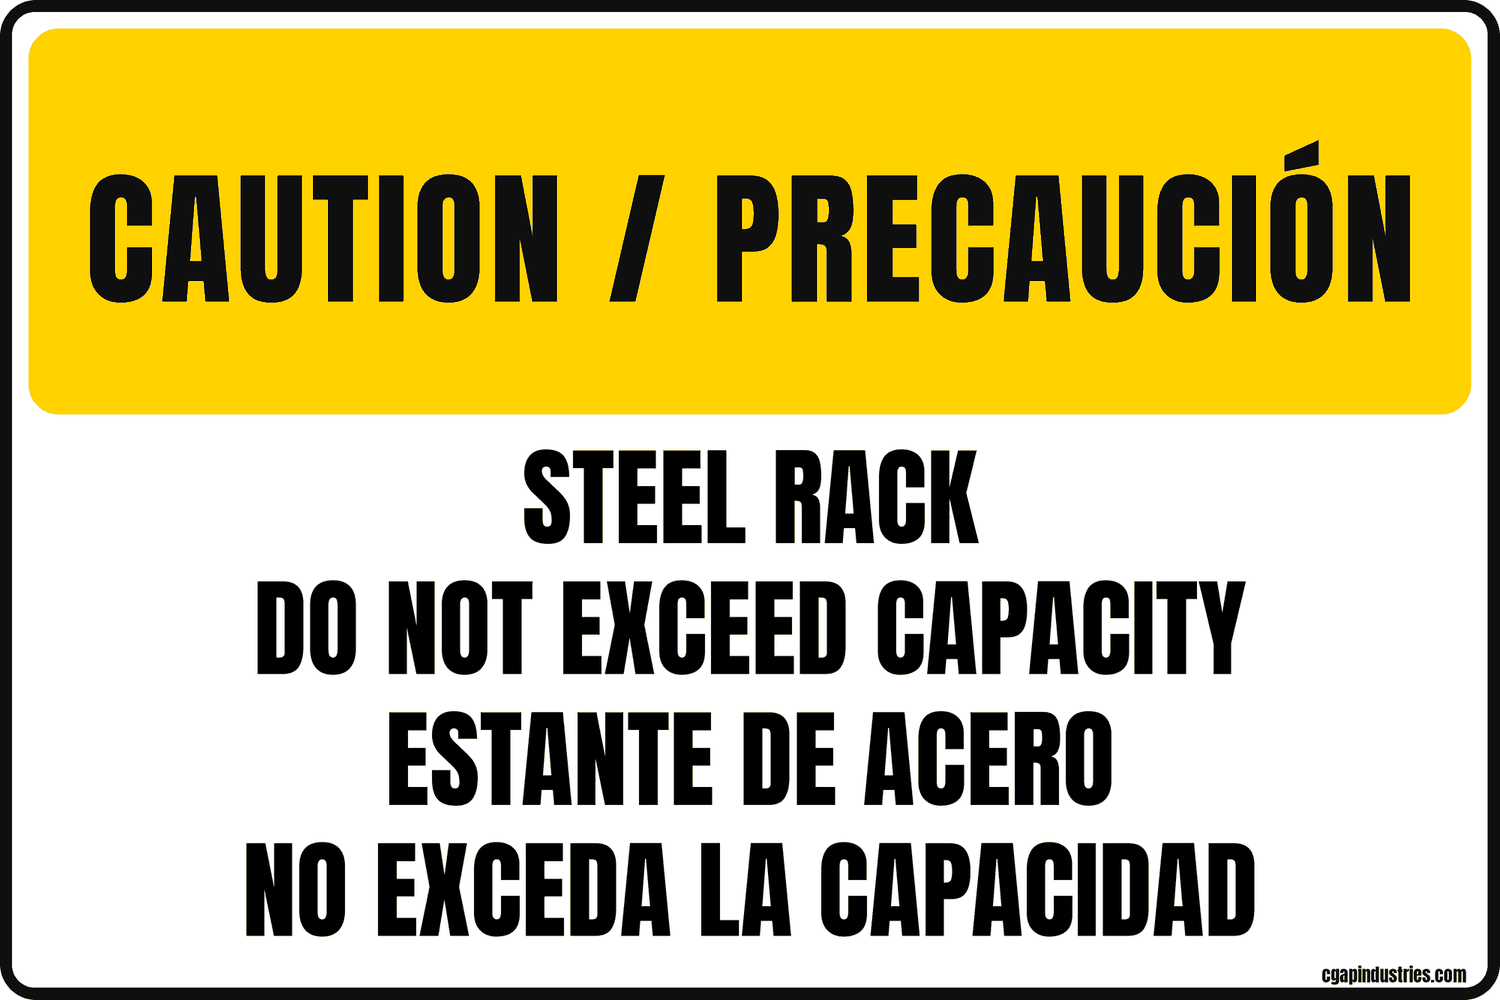 CAUTION / PRECAUCIÓN
STEEL RACK
DO NOT EXCEED CAPACITY
ESTANTE DE ACERO
NO EXCEDA LA CAPACIDAD
cgapindustries.com